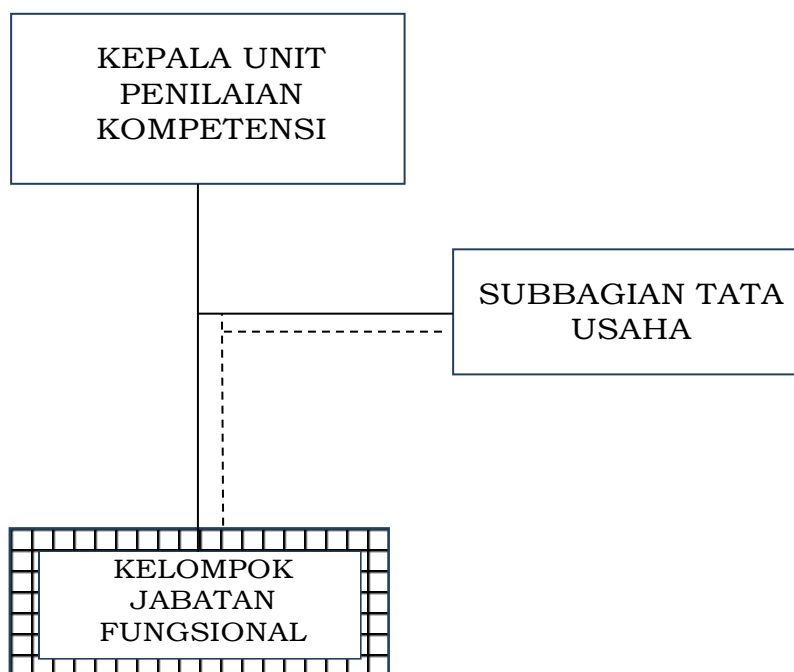 KEPALA UNIT
PENILAIAN
KOMPETENSI
SUBBAGIAN TATA
USAHA
KELOMPOK
JABATAN
FUNGSIONAL